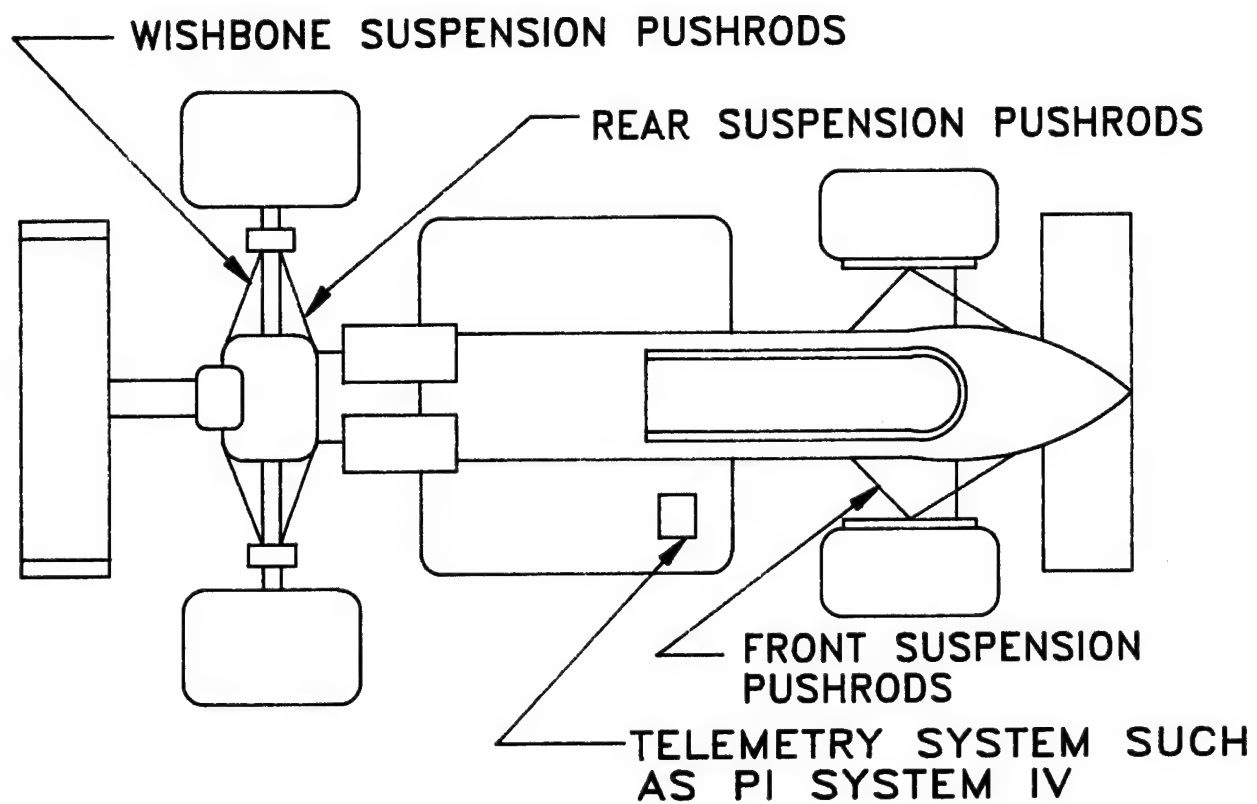 WISHBONE SUSPENSION PUSHRODS
REAR SUSPENSION PUSHRODS
FRONT SUSPENSION
PUSHRODS
TELEMETRY SYSTEM SUCH
AS PI SYSTEM IV